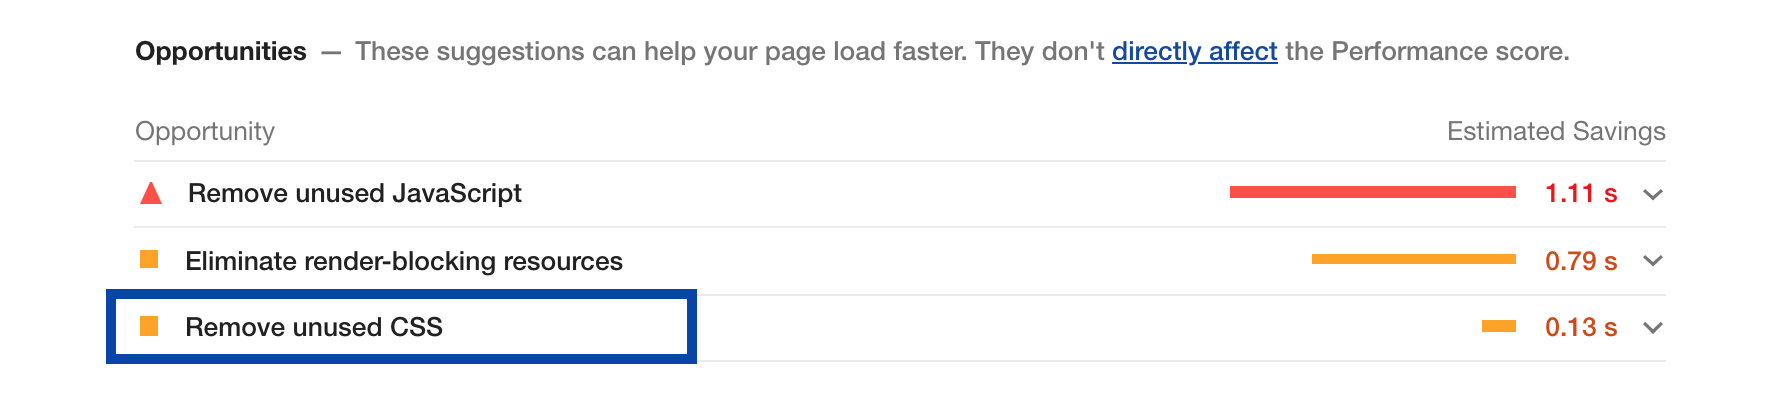 Opportunities — These suggestions can help your page load faster. They don't directly affect the Performance score.
Opportunity Estimated Savings
Remove unused JavaScript 1.11 s
Eliminate render-blocking resources 0.79 s
Remove unused CSS 0.13 s